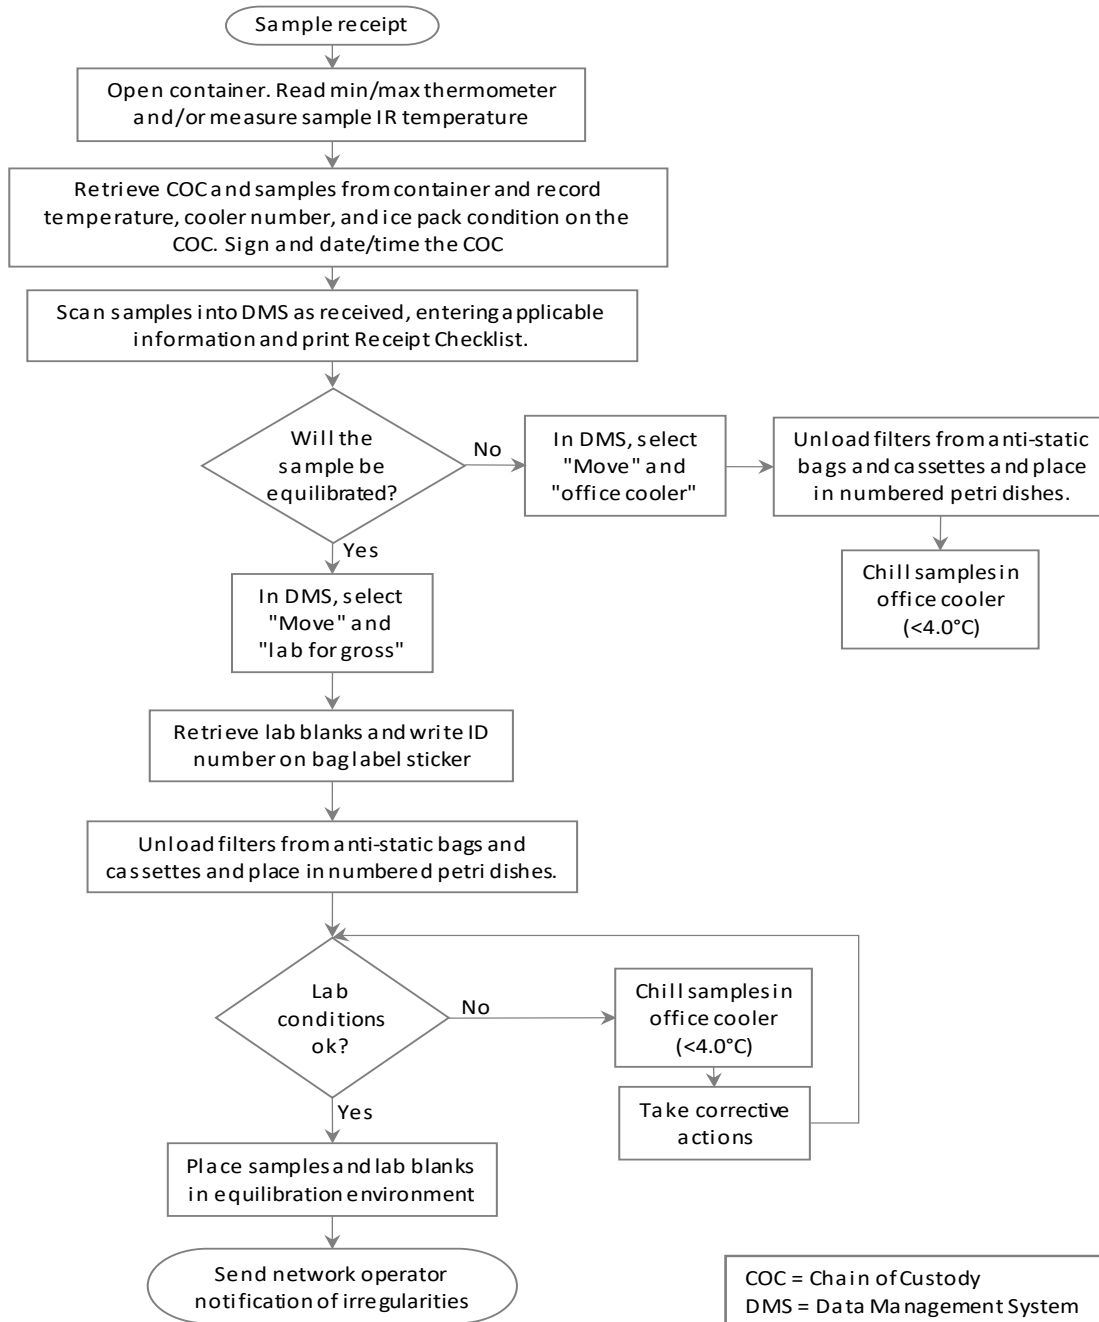 Sample receipt
Open container. Read min/max thermometer
and/or measure sample IR temperature
Retrieve COC and samples from container and record
temperature, cooler number, and ice pack condition on the
COC. Sign and date/time the COC
Scan samples into DMS as received, entering applicable
information and print Receipt Checklist.
Will the
sample be
equilibrated?
No
In DMS, select
"Move" and
"office cooler"
Unload filters from anti-static
bags and cassettes and place
in numbered petri dishes.
Chill samples in
office cooler
(<4.0°C)
Yes
In DMS, select
"Move" and
"lab for gross"
Retrieve lab blanks and write ID
number on bag label sticker
Unload filters from anti-static bags and
cassettes and place in numbered petri dishes.
Lab
conditions
ok?
No
Chill samples in
office cooler
(<4.0°C)
Take corrective
actions
Yes
Place samples and lab blanks
in equilibration environment
Send network operator
notification of irregularities
COC = Chain of Custody
DMS = Data Management System